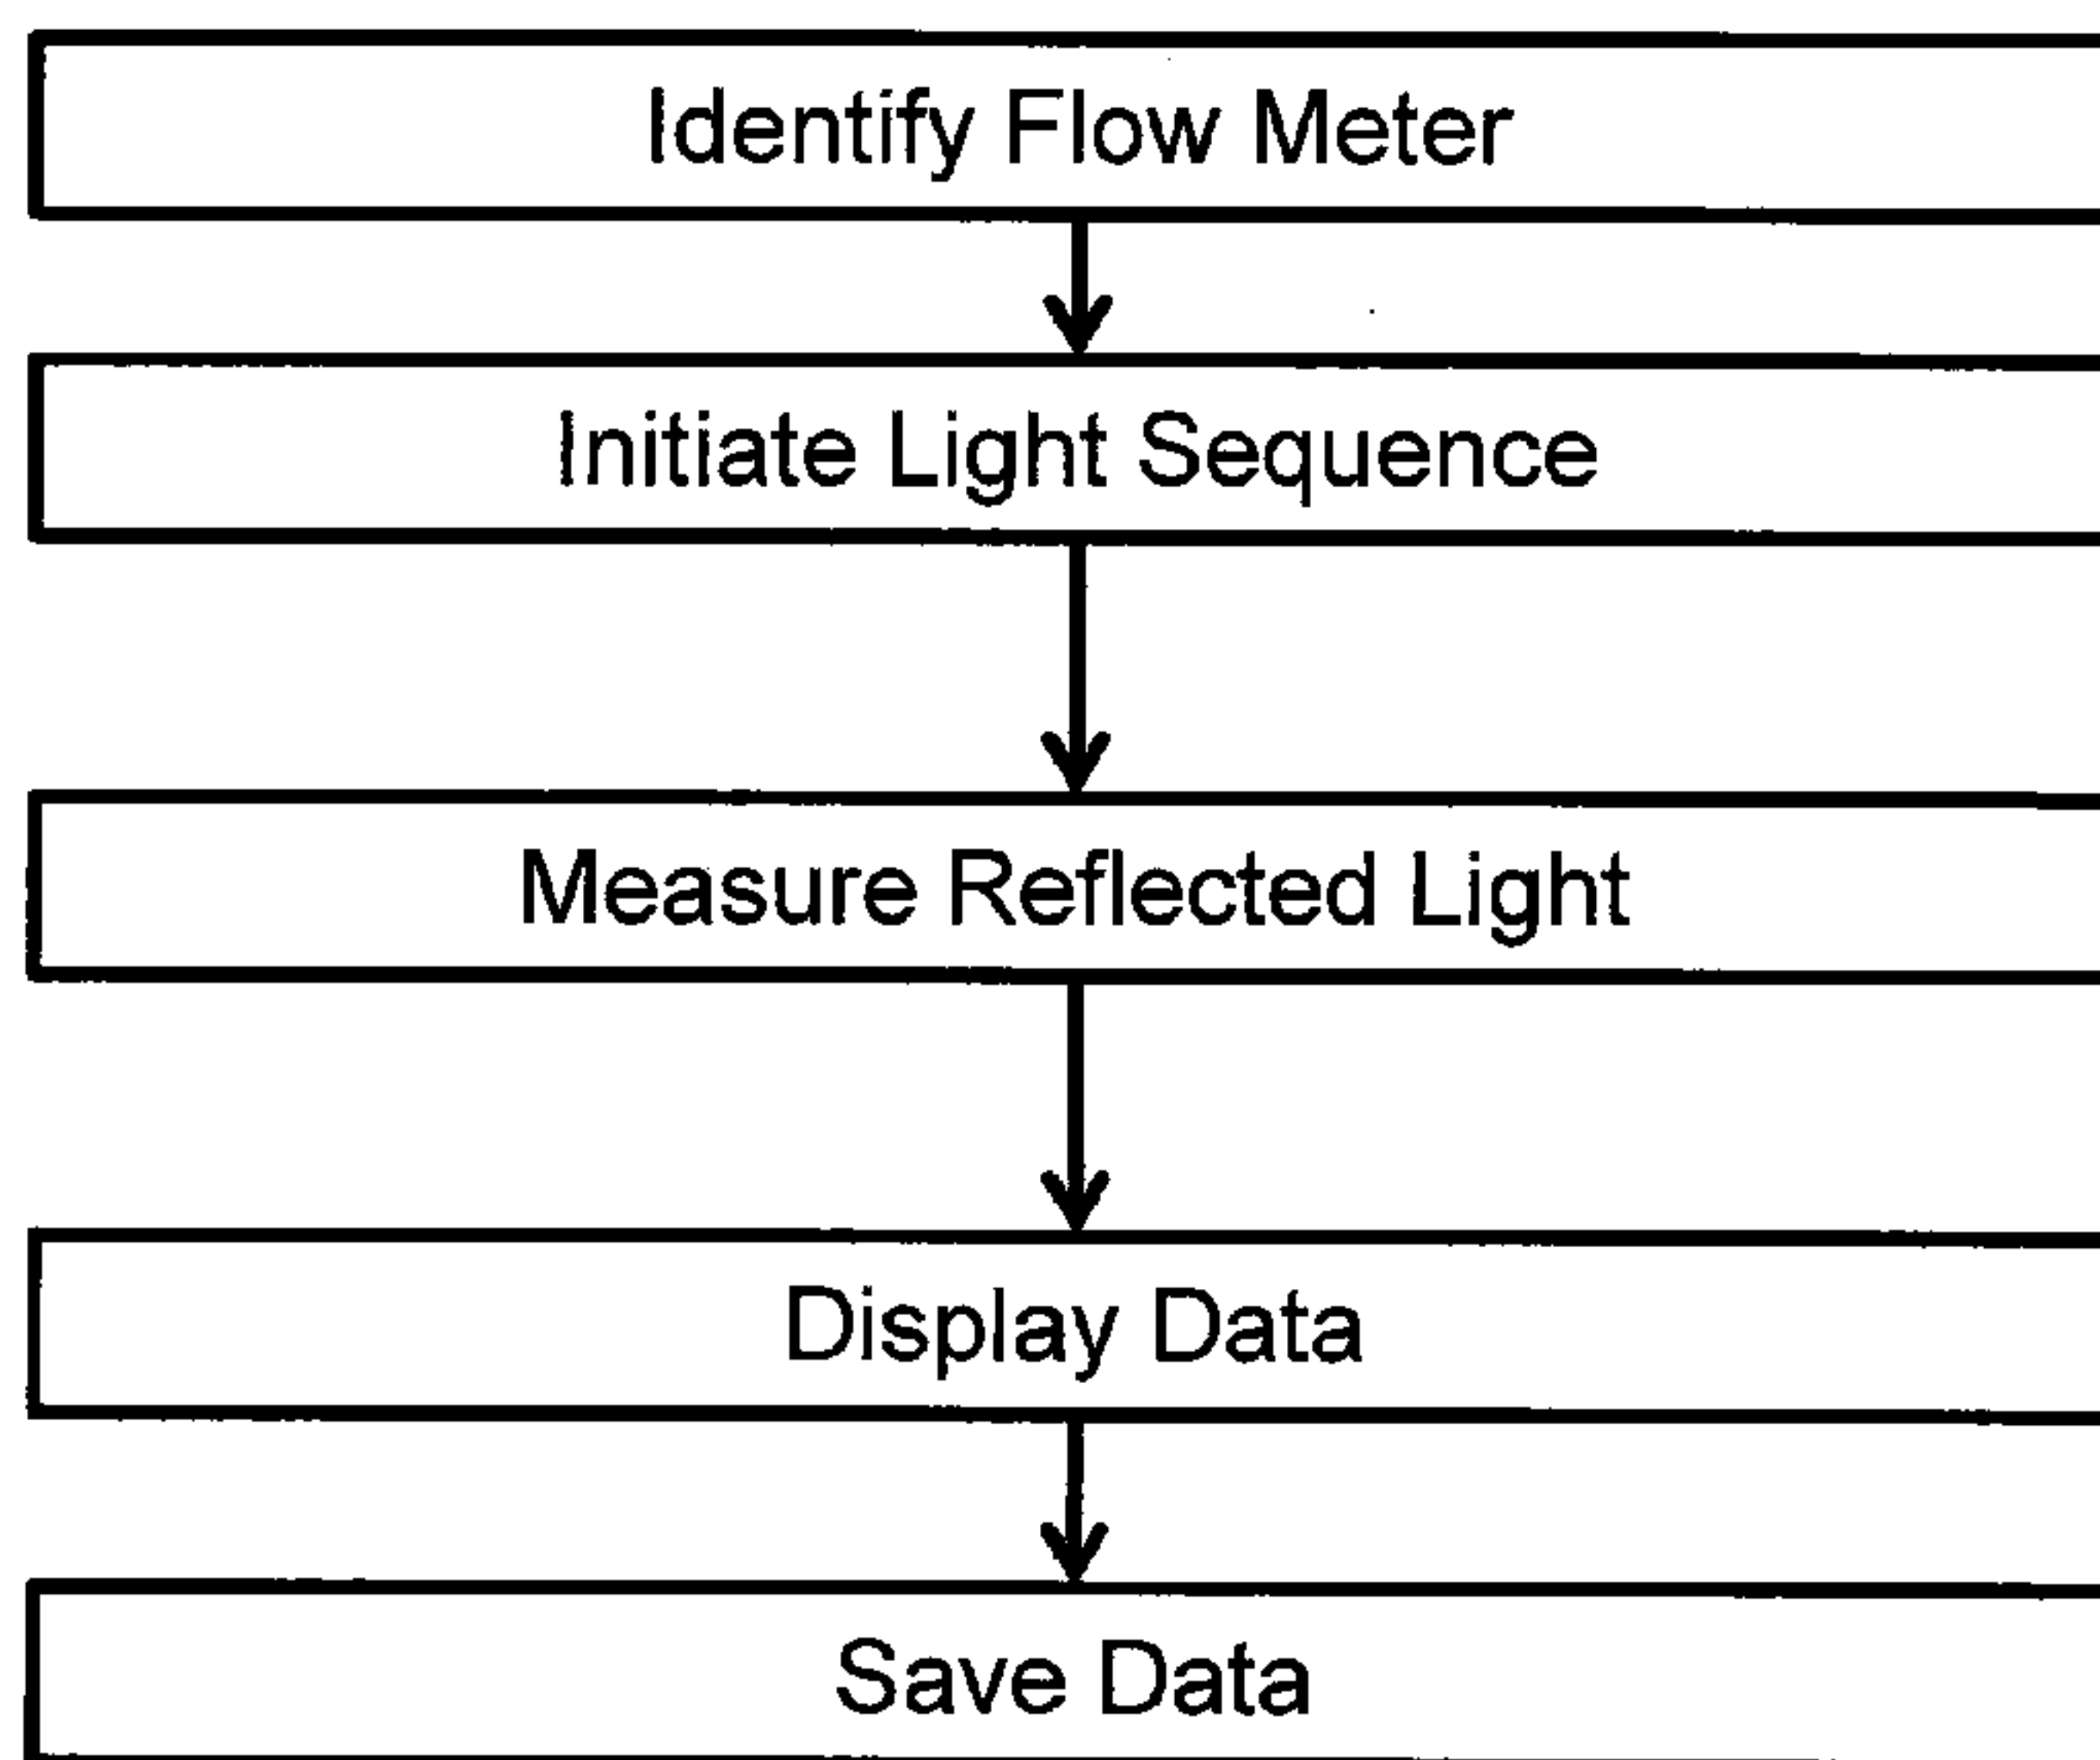 Identify Flow Meter
Initiate Light Sequence
Measure Reflected Light
Display Data
Save Data